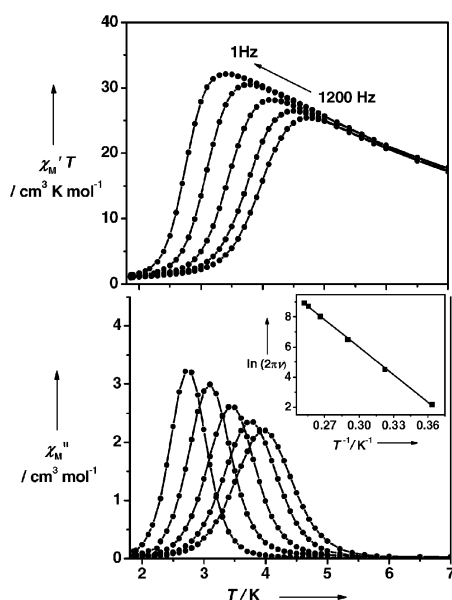 40
1Hz
1200 Hz
30
χM' T
/ cm³ K mol⁻¹
20
10
0
4
8
6
4
2
ln (2πν)
0.27 0.30 0.33 0.36
T⁻¹/ K⁻¹
3
χM''
/ cm³ mol⁻¹
2
1
0
2 3 4 5 6 7
T / K